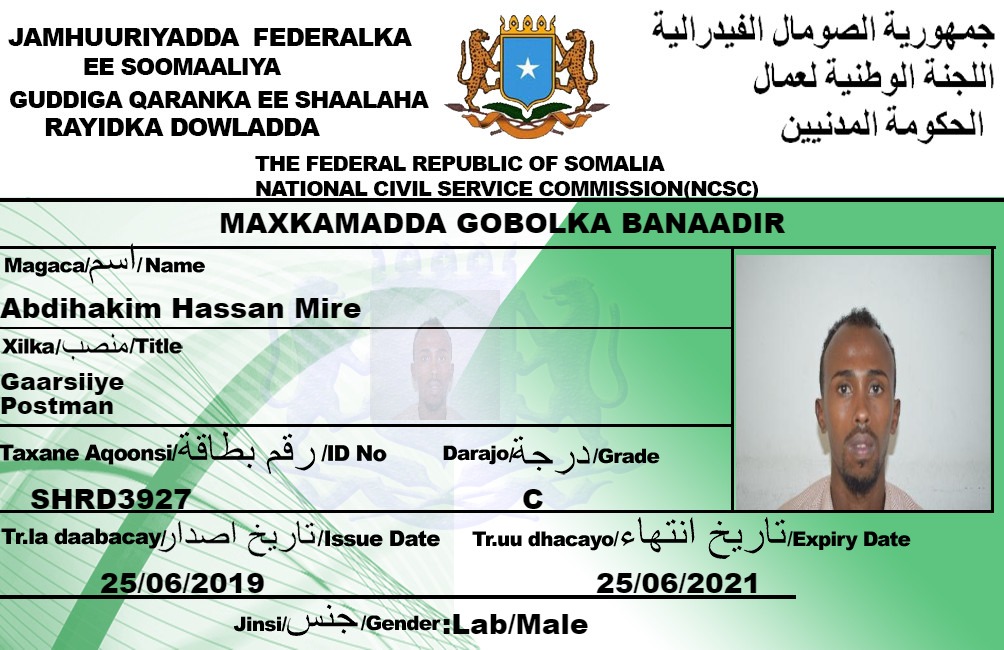 JAMHUURIYADDA FEDERALKA
EE SOOMAALIYA
GUDDIGA QARANKA EE SHAALAHA
RAYIDKA DOWLADDA
جمهورية الصومال الفيدرالية
اللجنة الوطنية لعمال
الحكومة المدنيين
THE FEDERAL REPUBLIC OF SOMALIA
NATIONAL CIVIL SERVICE COMMISSION(NCSC)
MAXKAMADDA GOBOLKA BANAADIR
Magaca/اسم/Name
Abdihakim Hassan Mire
Xilka/منصب/Title
Gaarsiiye
Postman
Taxane Aqoonsi/رقم بطاقة/ID No
Darajo/درجة/Grade
SHRD3927
C
Tr.la daabacay/تاريخ اصدار/Issue Date
Tr.uu dhacayo/تاريخ انتهاء/Expiry Date
25/06/2019
25/06/2021
Jinsi/جنس/Gender:Lab/Male